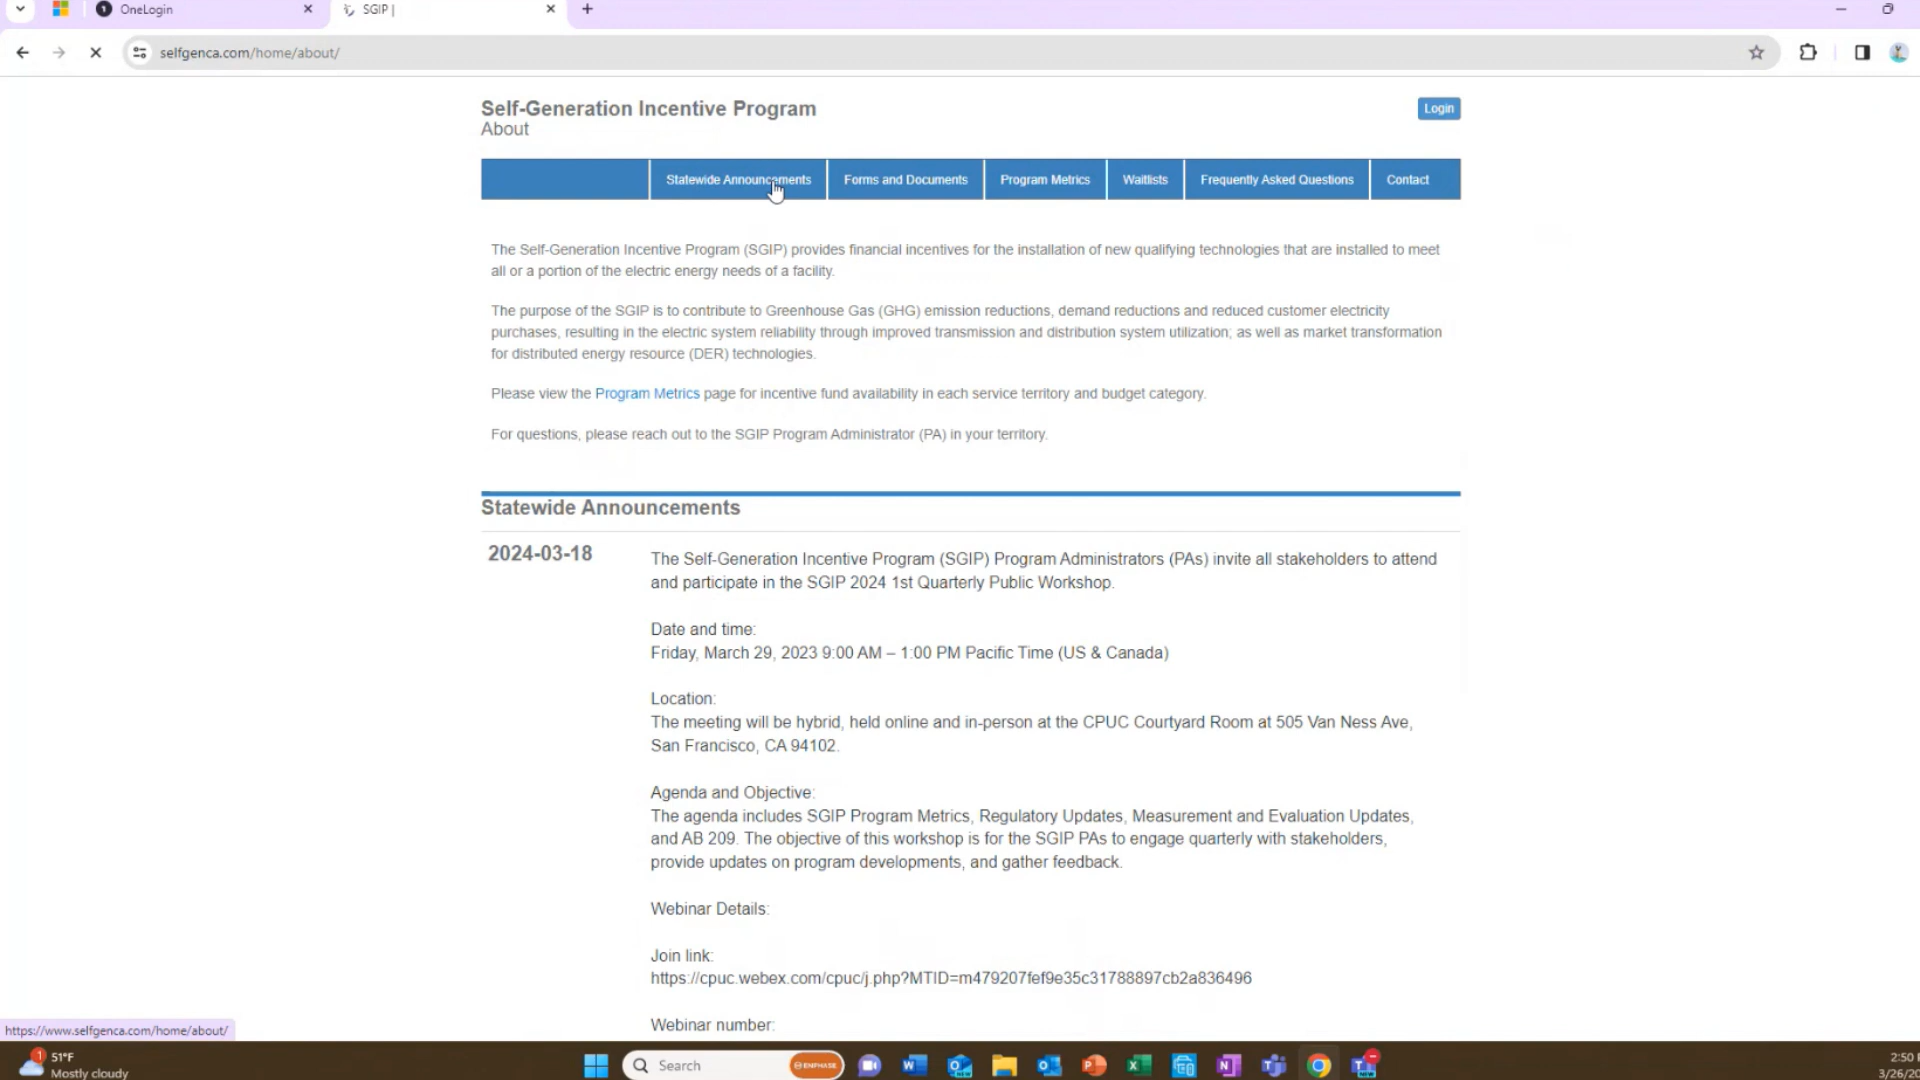 OneLogin
SGIP |
selfgenca.com/home/about/
Self-Generation Incentive Program
Login
About
Statewide Announcements
Forms and Documents
Program Metrics
Waitlists
Frequently Asked Questions
Contact
The Self-Generation Incentive Program (SGIP) provides financial incentives for the installation of new qualifying technologies that are installed to meet
all or a portion of the electric energy needs of a facility.
The purpose of the SGIP is to contribute to Greenhouse Gas (GHG) emission reductions, demand reductions and reduced customer electricity
purchases, resulting in the electric system reliability through improved transmission and distribution system utilization; as well as market transformation
for distributed energy resource (DER) technologies.
Please view the Program Metrics page for incentive fund availability in each service territory and budget category.
For questions, please reach out to the SGIP Program Administrator (PA) in your territory.
Statewide Announcements
2024-03-18
The Self-Generation Incentive Program (SGIP) Program Administrators (PAs) invite all stakeholders to attend
and participate in the SGIP 2024 1st Quarterly Public Workshop.
Date and time:
Friday, March 29, 2023 9:00 AM – 1:00 PM Pacific Time (US & Canada)
Location:
The meeting will be hybrid, held online and in-person at the CPUC Courtyard Room at 505 Van Ness Ave,
San Francisco, CA 94102.
Agenda and Objective:
The agenda includes SGIP Program Metrics, Regulatory Updates, Measurement and Evaluation Updates,
and AB 209. The objective of this workshop is for the SGIP PAs to engage quarterly with stakeholders,
provide updates on program developments, and gather feedback.
Webinar Details:
Join link:
https://cpuc.webex.com/cpuc/j.php?MTID=m479207fef9e35c31788897cb2a836496
Webinar number:
https://www.selfgenca.com/home/about/
1
51°F
Mostly cloudy
Search
ENPHASE
2:50 P
3/26/20